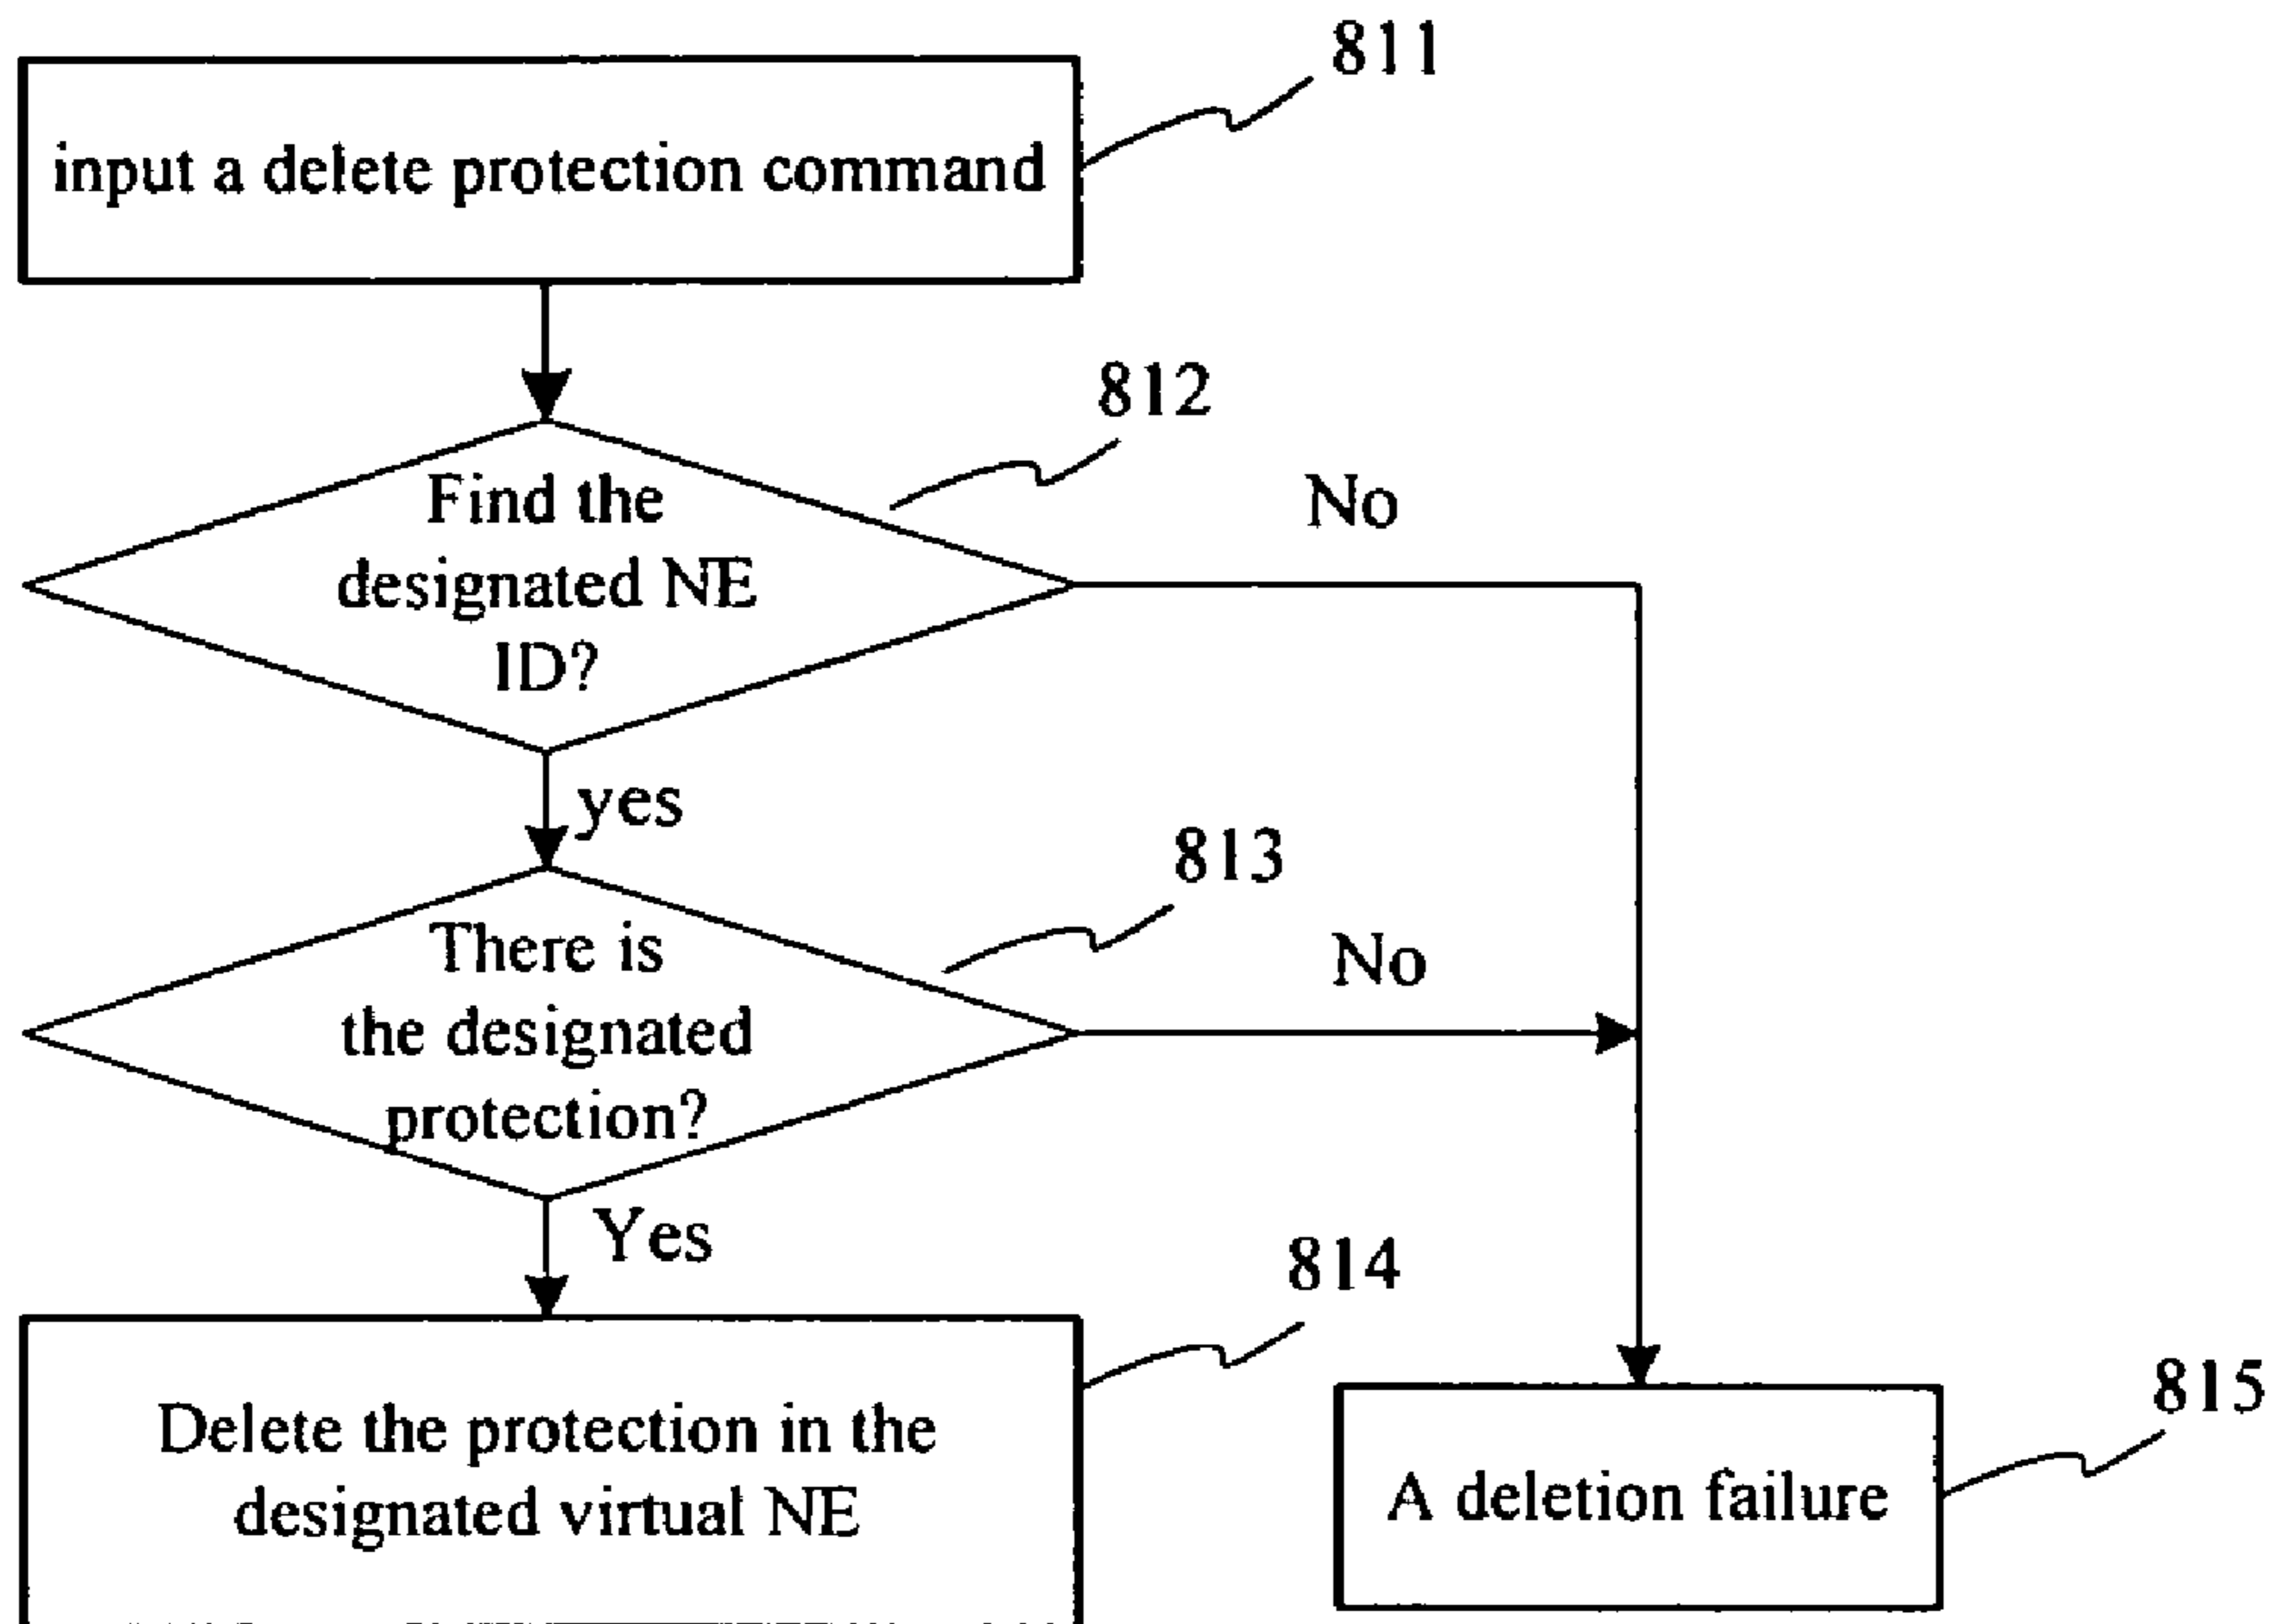 811
input a delete protection command
812
Find the
No
designated NE
ID?
yes
813
There is
No
the designated
protection?
Yes
814
815
Delete the protection in the
designated virtual NE
A deletion failure